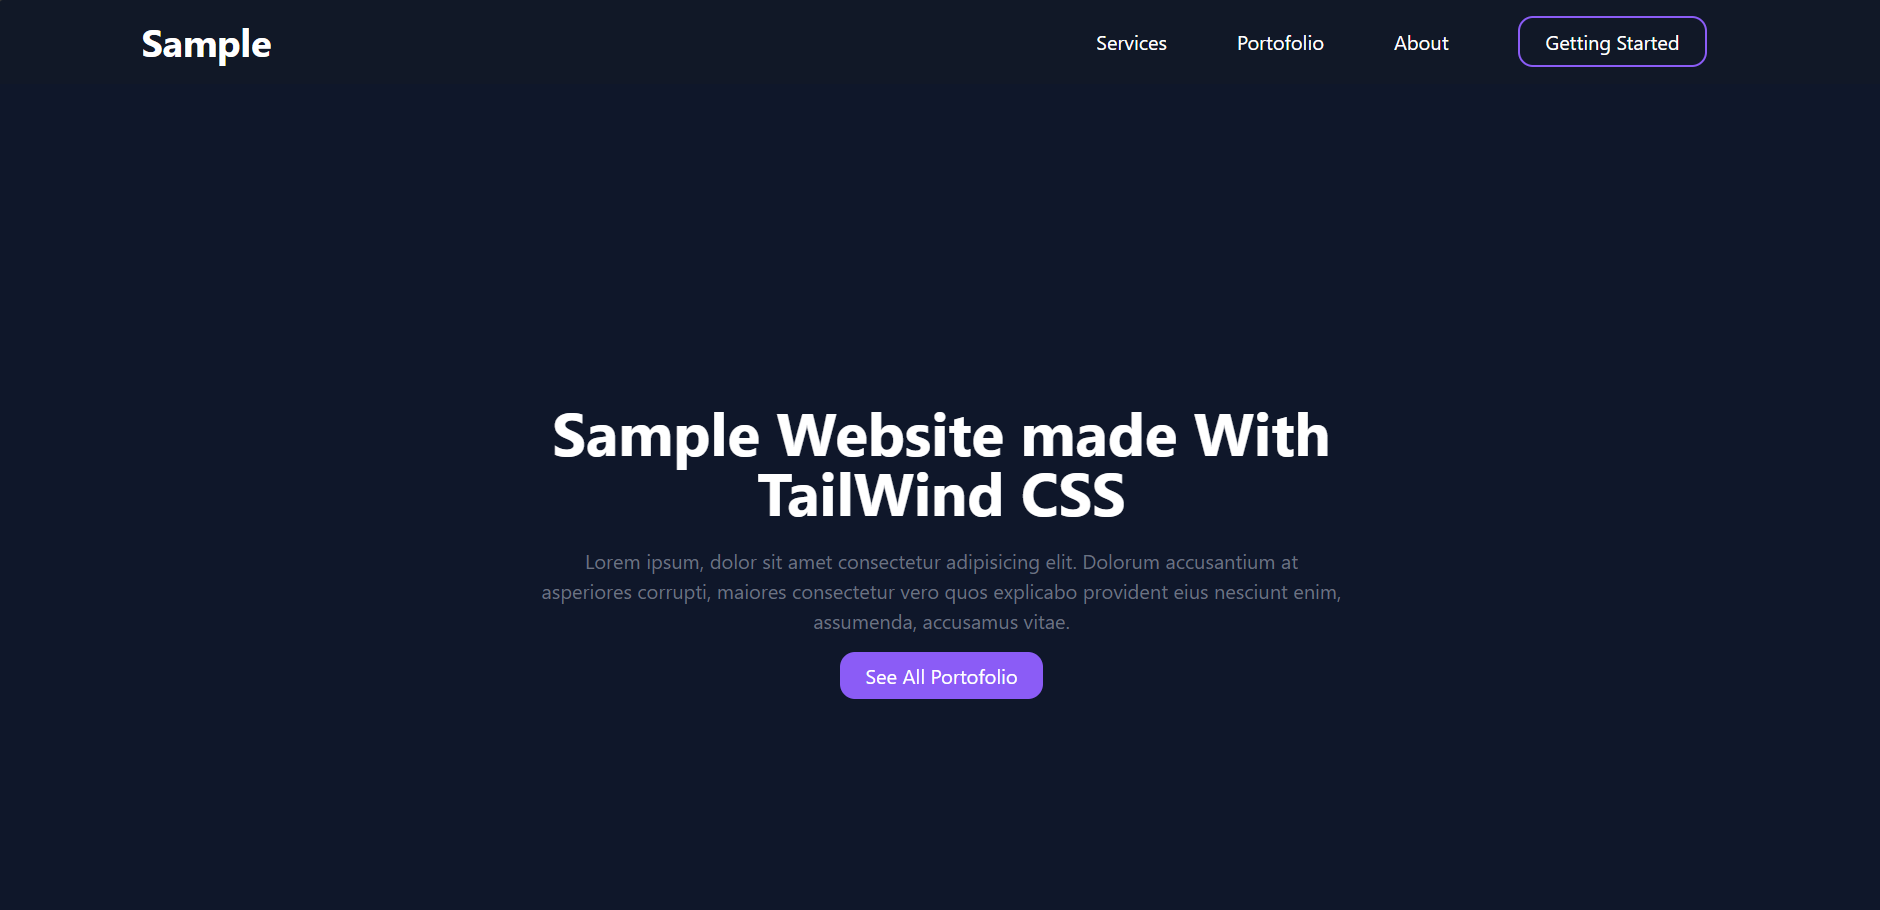 Sample
Services
Portofolio
About
Getting Started
Sample Website made With
TailWind CSS
Lorem ipsum, dolor sit amet consectetur adipisicing elit. Dolorum accusantium at
asperiores corrupti, maiores consectetur vero quos explicabo provident eius nesciunt enim,
assumenda, accusamus vitae.
See All Portofolio